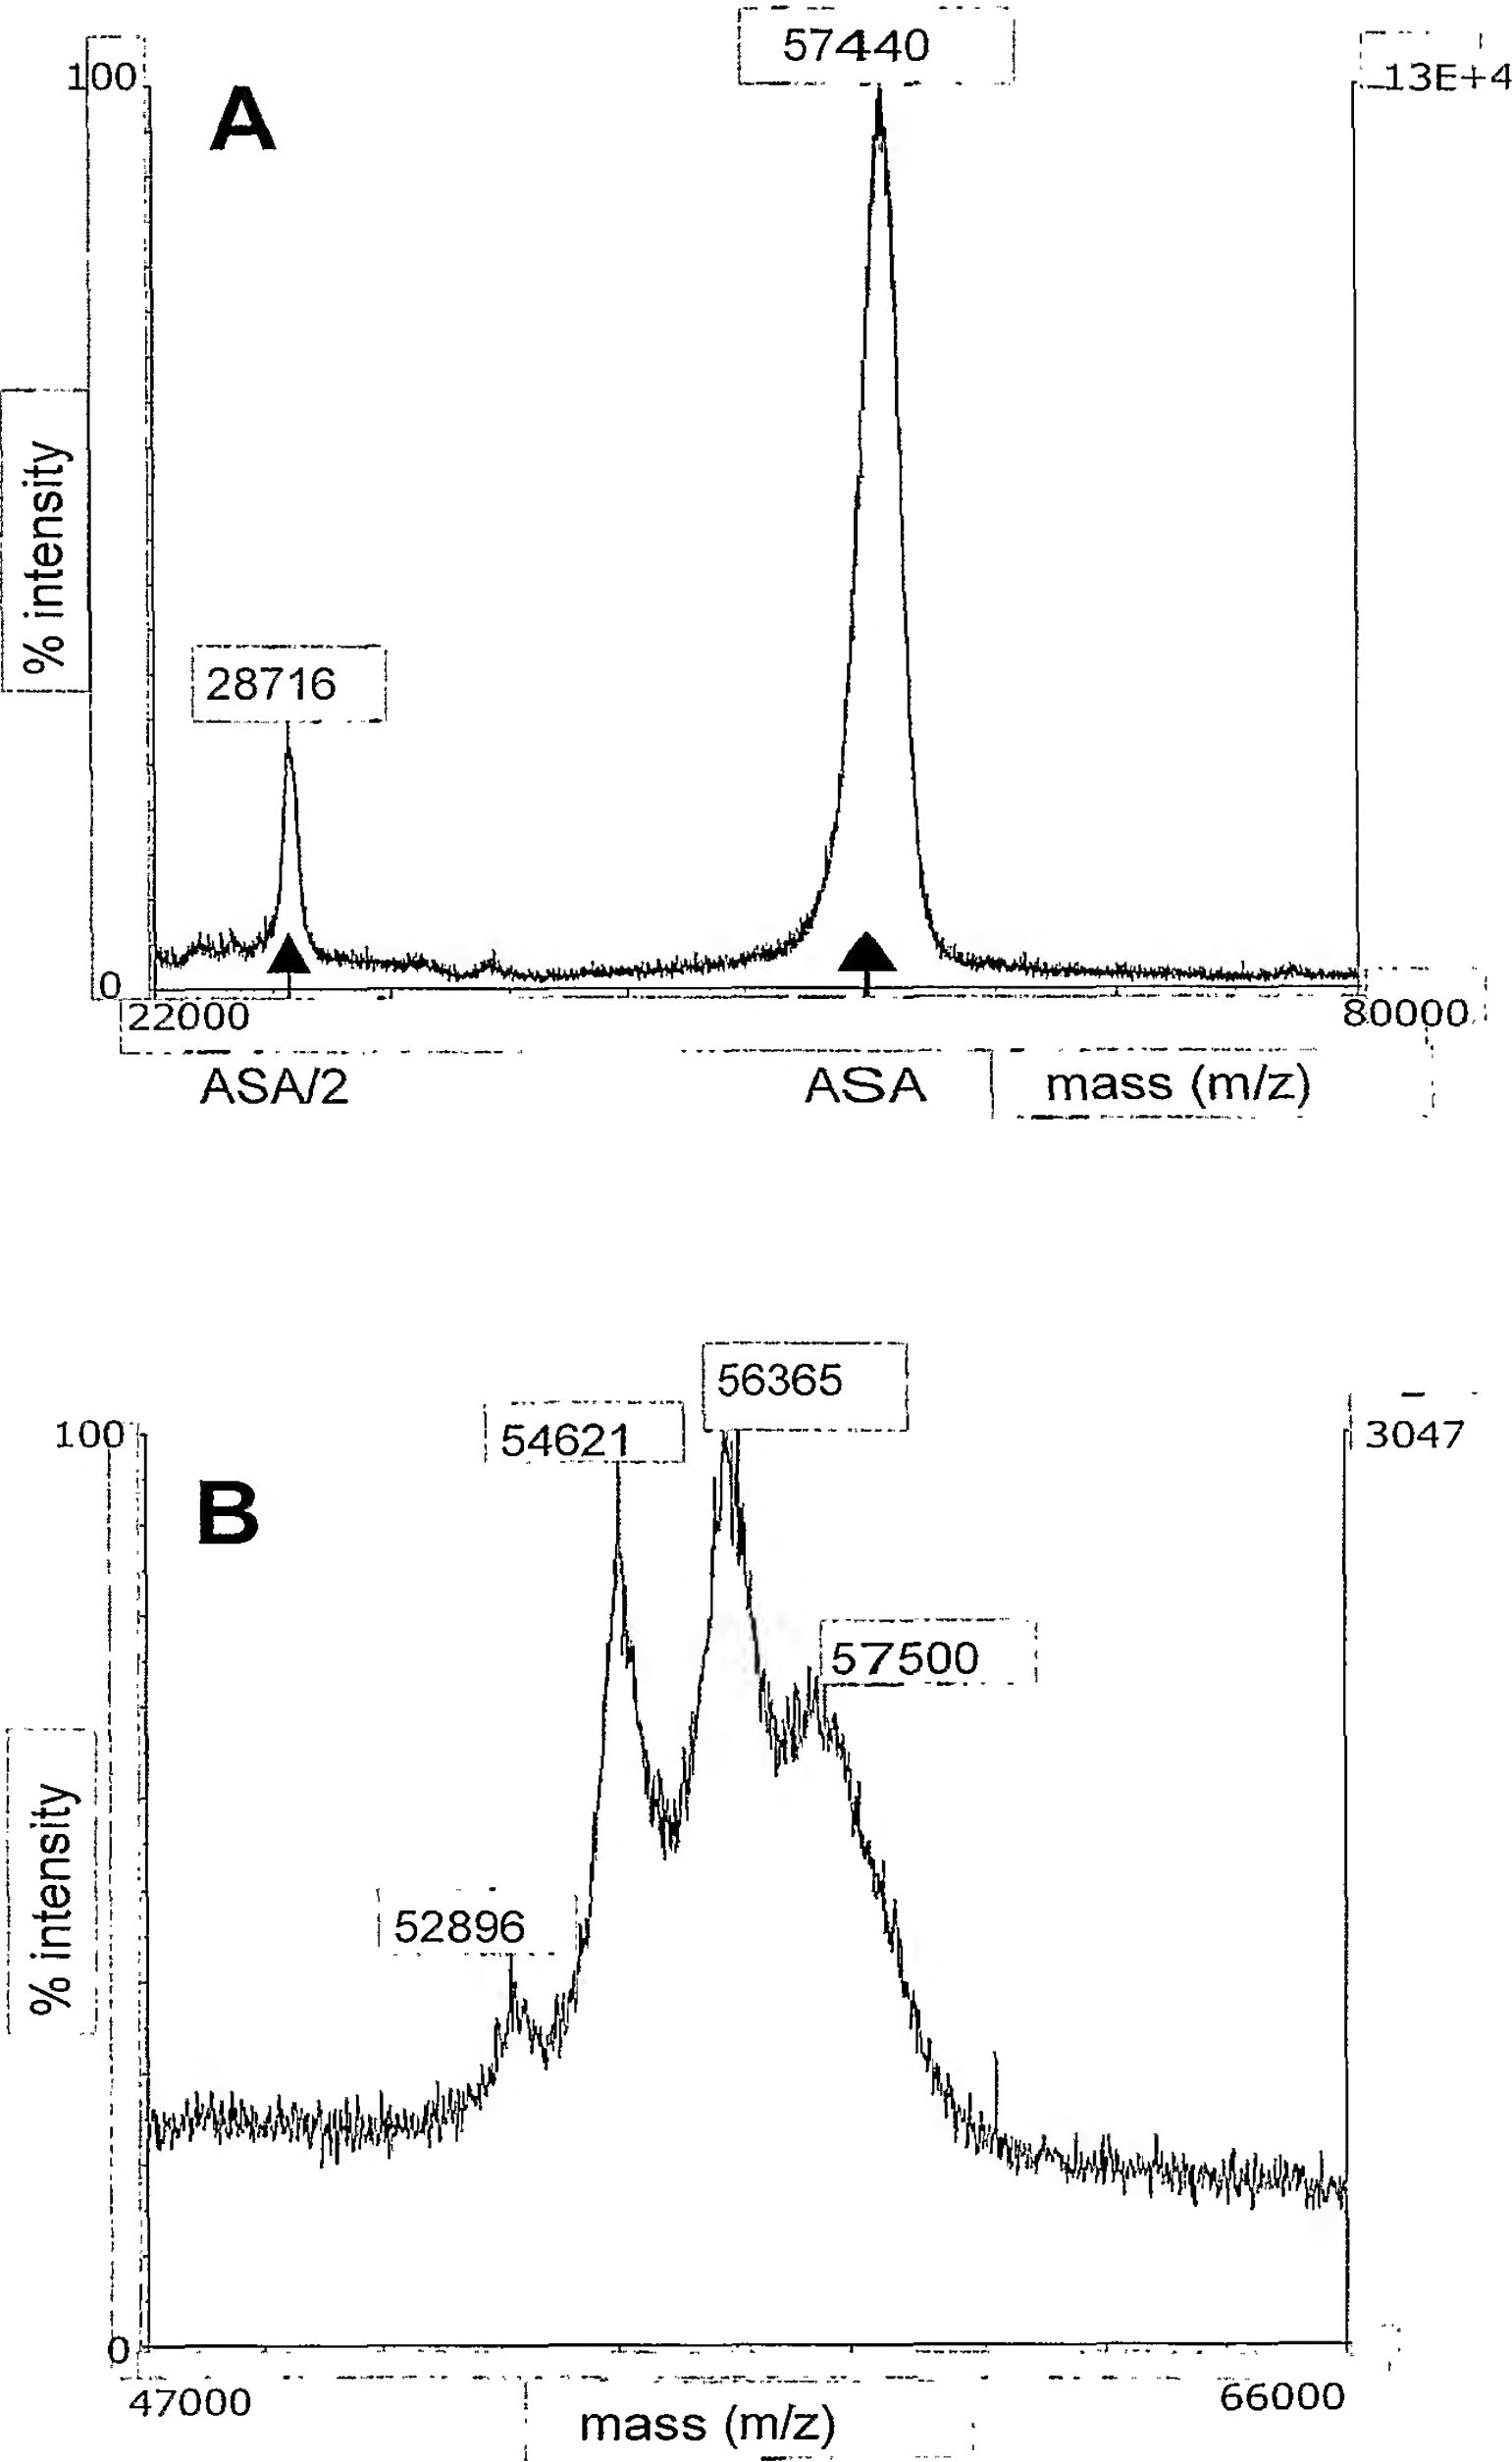 57440
100
13E+4
A
% intensity
28716
0
22000
80000
ASA/2
ASA
mass (m/z)
56365
54621
100
3047
B
57500
52896
% intensity
0
47000
66000
mass (m/z)